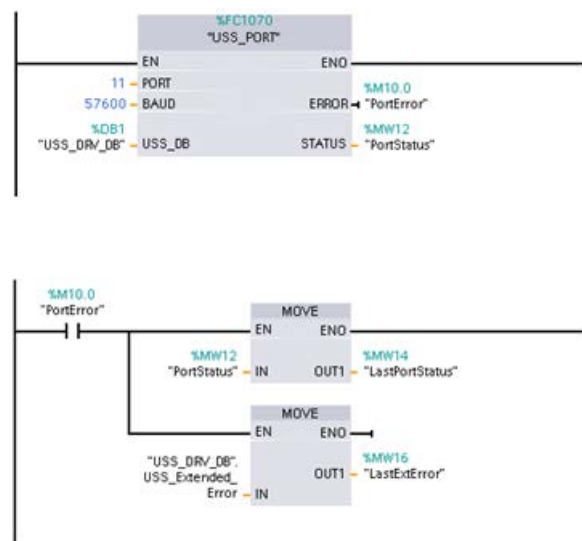 %FC1070
"USS_PORT"
EN ENO
11 PORT
%M10.0
57600 BAUD ERROR "PortError"
%DB1 %MW12
"USS_DRV_DB" USS_DB STATUS "PortStatus"
%M10.0
"PortError"
MOVE
EN ENO
%MW12 %MW14
"PortStatus" IN OUT1 "LastPortStatus"
MOVE
EN ENO
"USS_DRV_DB". %MW16
USS_Extended_ OUT1 "LastExtError"
Error IN